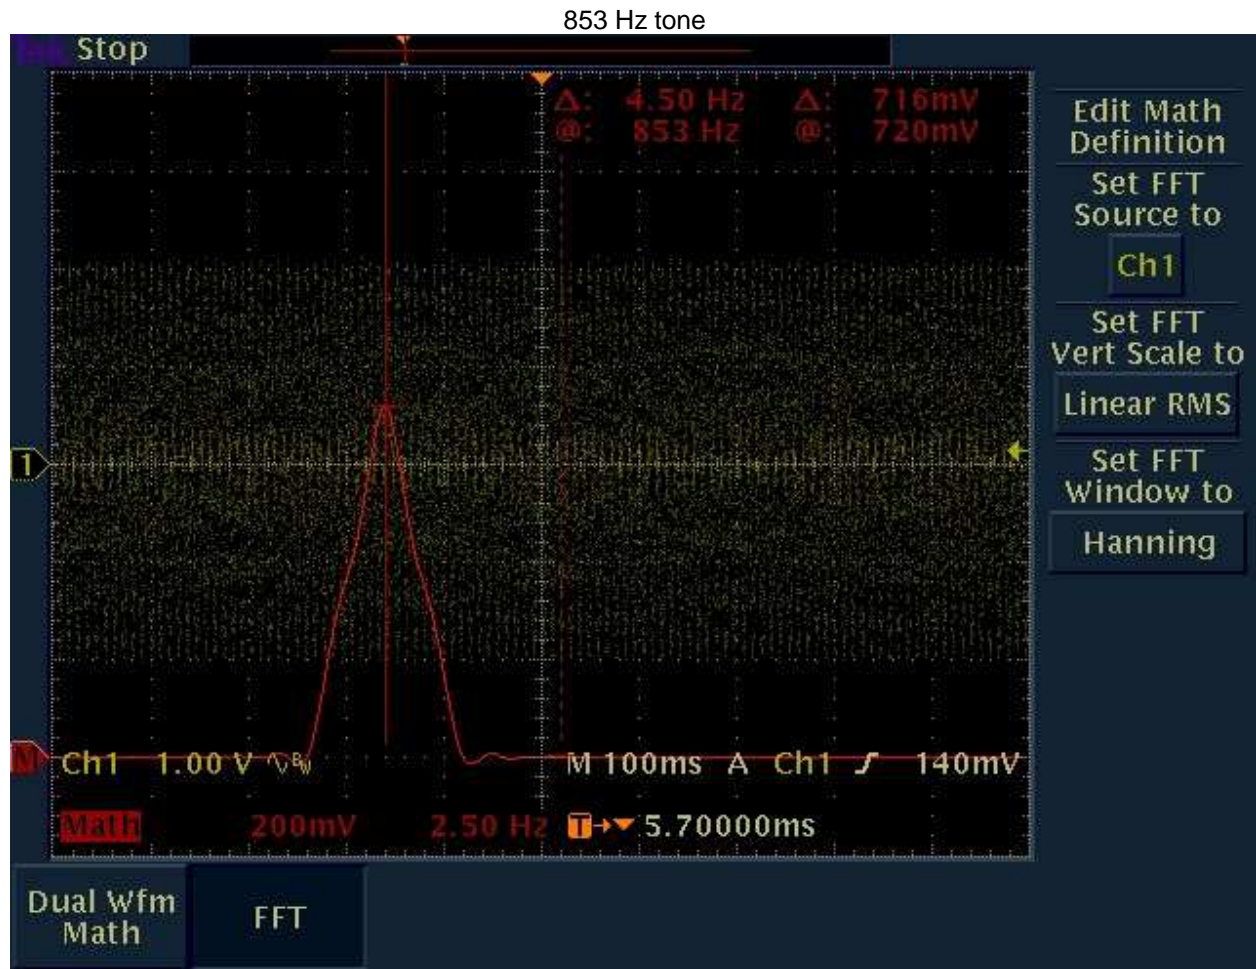 853 Hz tone
Tek Stop
Δ: 4.50 Hz Δ: 716mV
@: 853 Hz @: 720mV
Edit Math
Definition
Set FFT
Source to
Ch1
Set FFT
Vert Scale to
Linear RMS
Set FFT
Window to
Hanning
1
M
Ch1 1.00 V M 100ms A Ch1 140mV
Math 200mV 2.50 Hz T 5.70000ms
Dual Wfm
Math
FFT